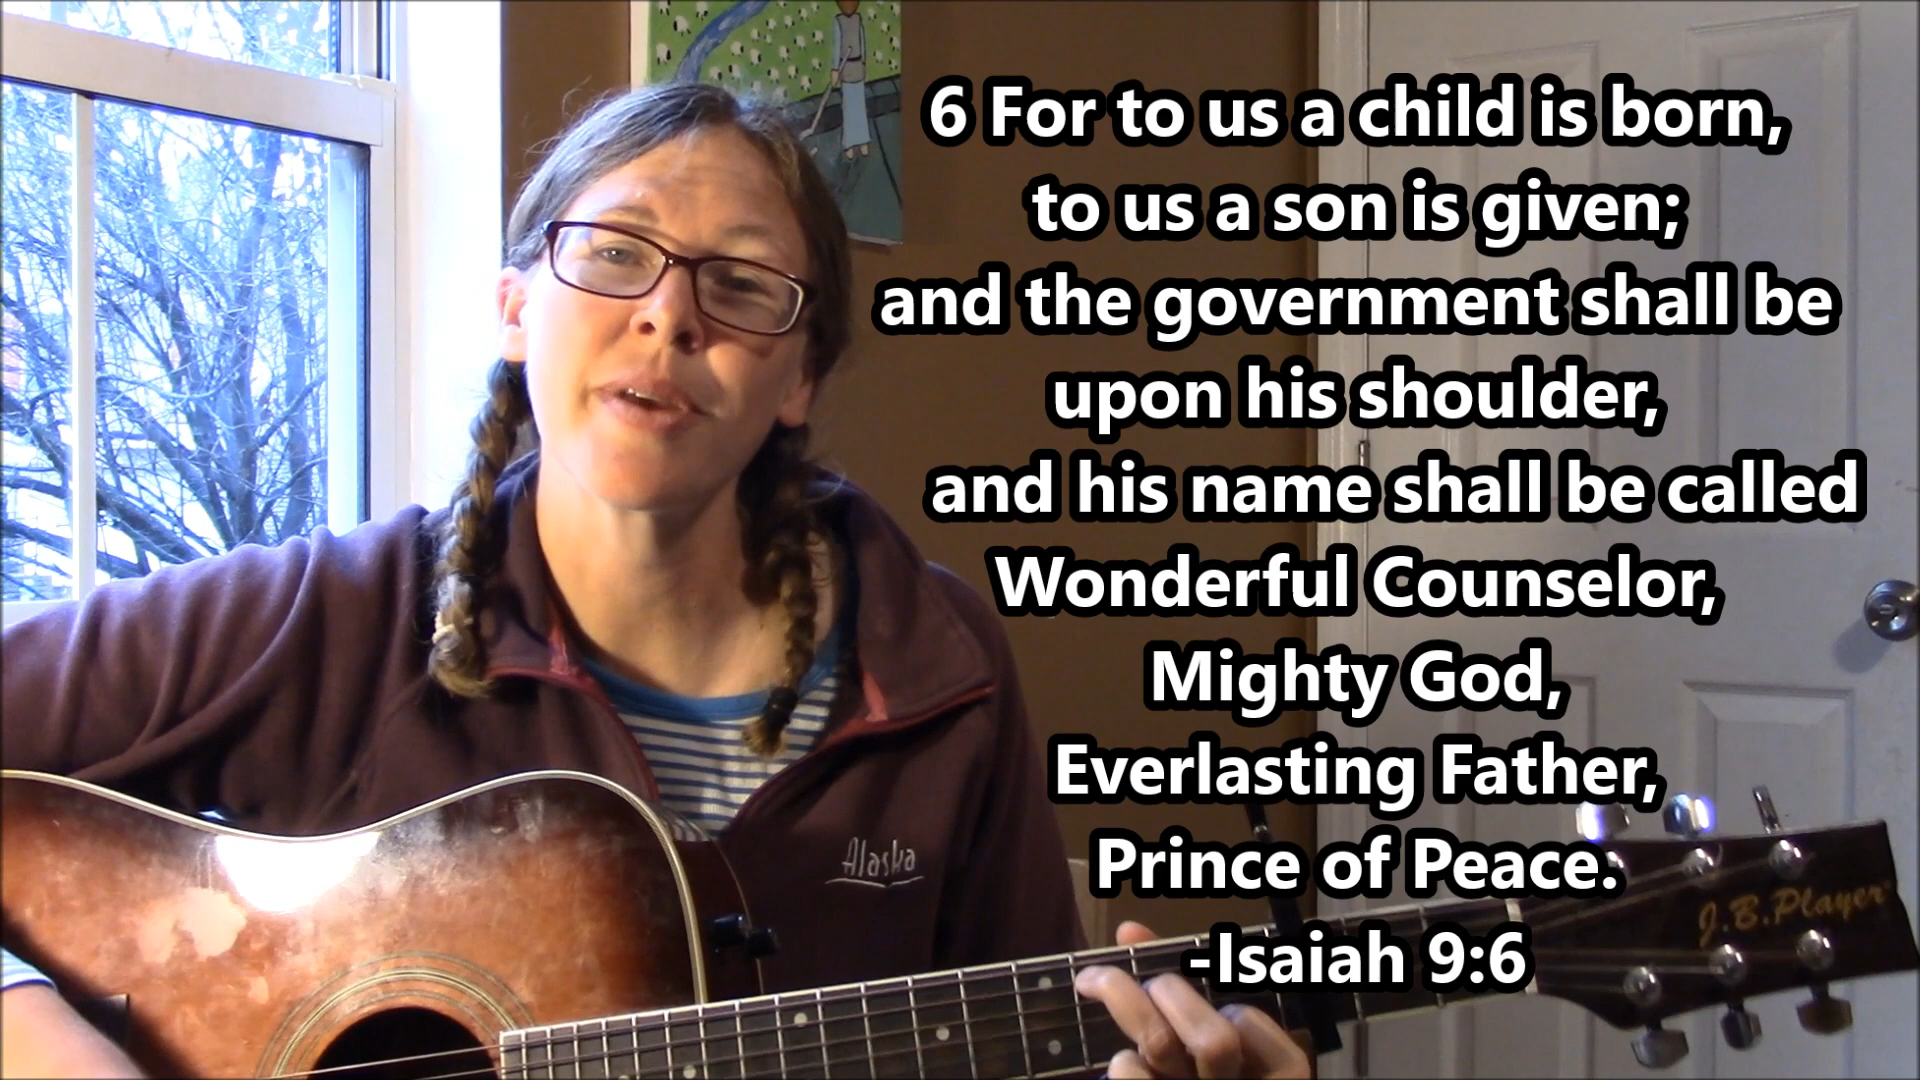 6 For to us a child is born,
to us a son is given;
and the government shall be
upon his shoulder,
and his name shall be called
Wonderful Counselor,
Mighty God,
Everlasting Father,
Prince of Peace.
-Isaiah 9:6
Alaska
J.B.Player